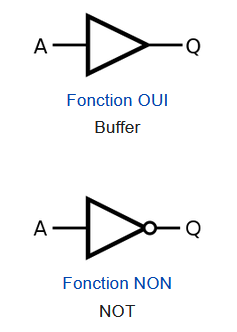 A Q
Fonction OUI
Buffer
A Q
Fonction NON
NOT